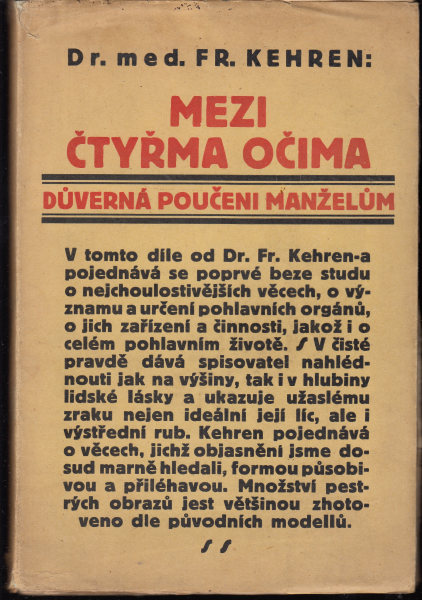 Dr. med. FR. KEHREN:
MEZI
ČTYŘMA OČIMA
DŮVERNÁ POUČENI MANŽELŮM
V tomto díle od Dr. Fr. Kehren-a
pojednává se poprvé beze studu
o nejchoulostivějších věcech, o vý-
znamu a určení pohlavních orgánů,
o jich zařízení a činnosti, jakož i o
celém pohlavním životě. S V čisté
pravdě dává spisovatel nahléd-
nouti jak na výšiny, tak i v hlubiny
lidské lásky a ukazuje užaslému
zraku nejen ideální její líc, ale i
výstřední rub. Kehren pojednává
o věcech, jichž objasnění jsme do-
sud marně hledali, formou působi-
vou a přiléhavou. Množství pest-
rých obrazů jest většinou zhoto-
veno dle původních modellů.
S S